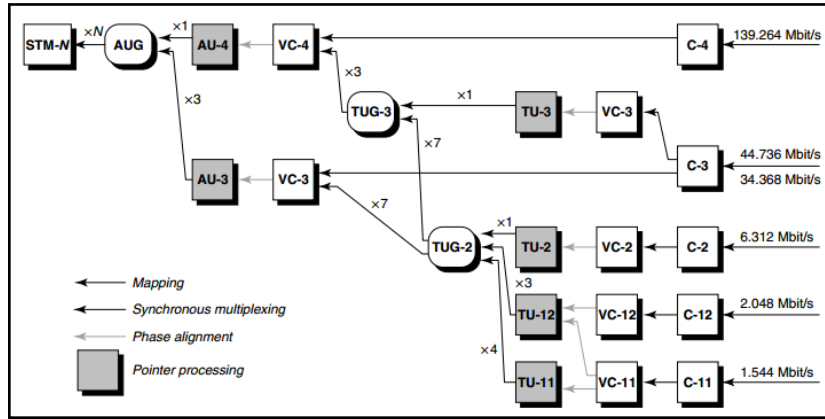 ×N ×1 139.264 Mbit/s
STM-N AUG AU-4 VC-4 C-4
×3
×3 TUG-3 ×1 TU-3 VC-3
×7 44.736 Mbit/s
AU-3 VC-3 C-3
34.368 Mbit/s
×7
×1 6.312 Mbit/s
TUG-2 TU-2 VC-2 C-2
Mapping
×3 2.048 Mbit/s
Synchronous multiplexing
TU-12 VC-12 C-12
Phase alignment
×4 1.544 Mbit/s
Pointer processing
TU-11 VC-11 C-11